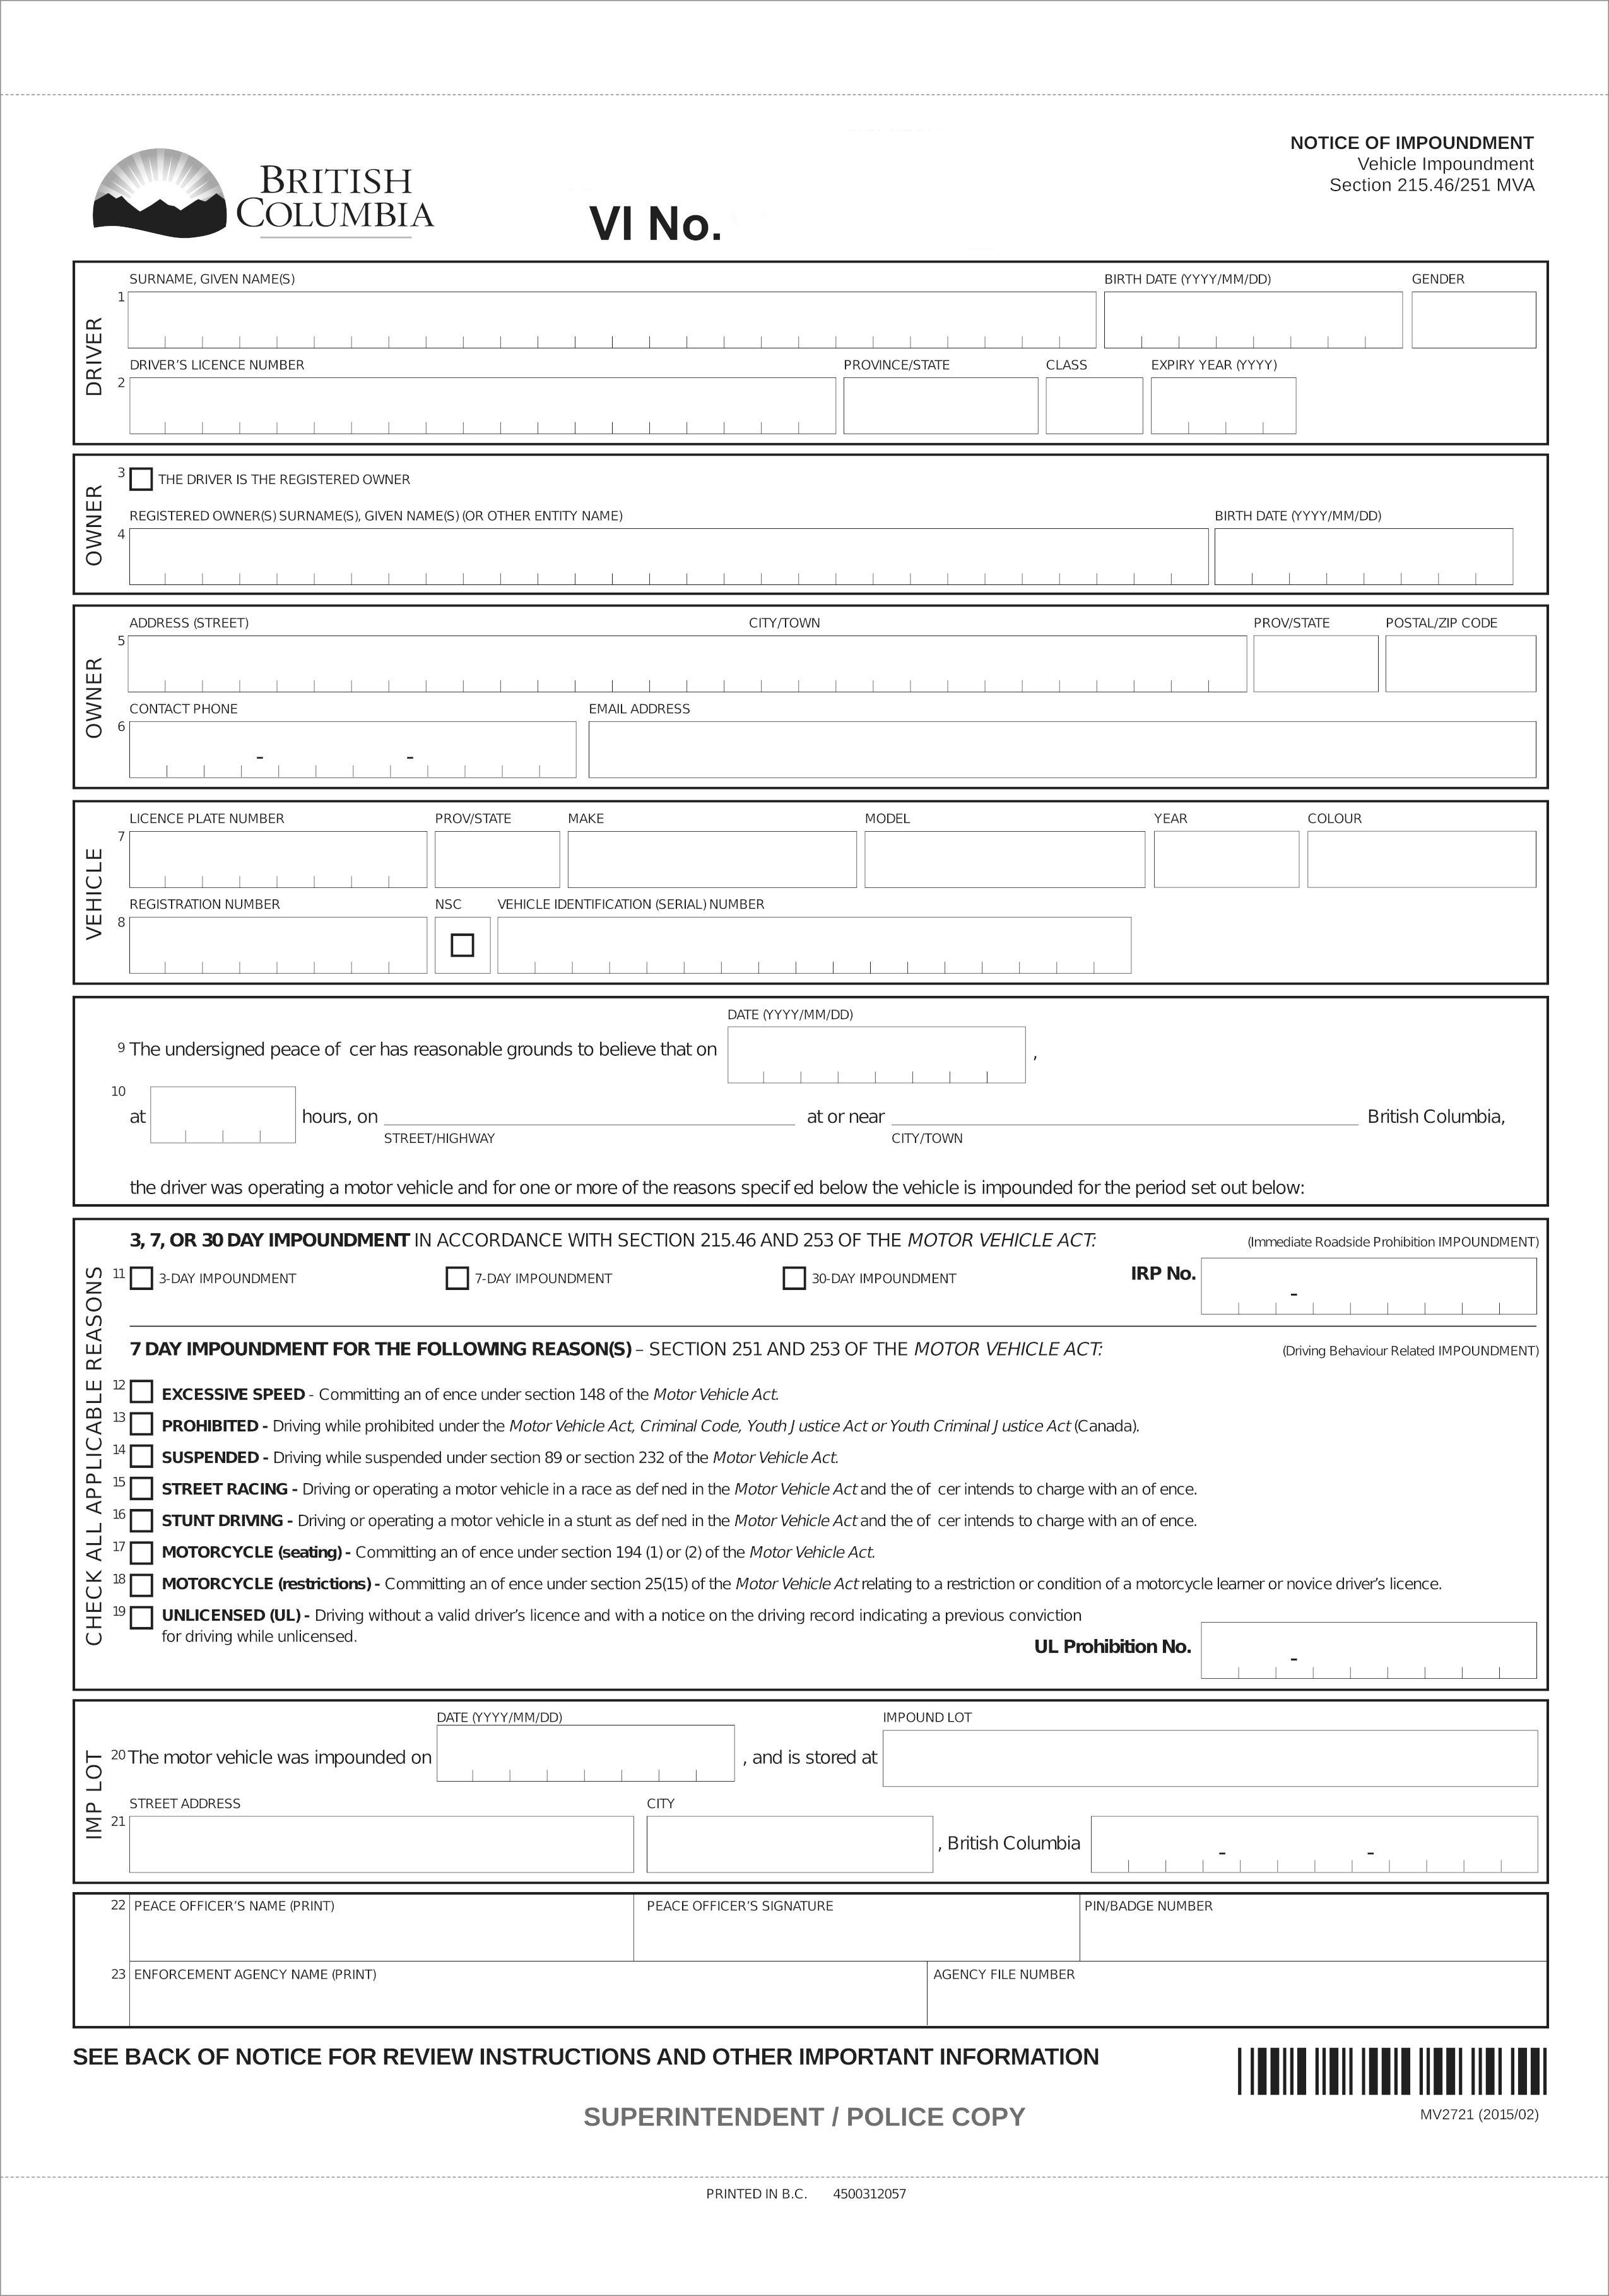 NOTICE OF IMPOUNDMENT
Vehicle Impoundment
Section 215.46/251 MVA
BRITISH
COLUMBIA
VI No.
DRIVER
SURNAME, GIVEN NAME(S) BIRTH DATE (YYYY/MM/DD) GENDER
1
DRIVER’S LICENCE NUMBER PROVINCE/STATE CLASS EXPIRY YEAR (YYYY)
2
OWNER
3 THE DRIVER IS THE REGISTERED OWNER
REGISTERED OWNER(S) SURNAME(S), GIVEN NAME(S) (OR OTHER ENTITY NAME) BIRTH DATE (YYYY/MM/DD)
4
OWNER
ADDRESS (STREET) CITY/TOWN PROV/STATE POSTAL/ZIP CODE
5
CONTACT PHONE EMAIL ADDRESS
6 - -
VEHICLE
LICENCE PLATE NUMBER PROV/STATE MAKE MODEL YEAR COLOUR
7
REGISTRATION NUMBER NSC VEHICLE IDENTIFICATION (SERIAL) NUMBER
8
DATE (YYYY/MM/DD)
9 The undersigned peace of cer has reasonable grounds to believe that on ,
10
at hours, on at or near British Columbia,
STREET/HIGHWAY CITY/TOWN
the driver was operating a motor vehicle and for one or more of the reasons specif ed below the vehicle is impounded for the period set out below:
CHECK ALL APPLICABLE REASONS
3, 7, OR 30 DAY IMPOUNDMENT IN ACCORDANCE WITH SECTION 215.46 AND 253 OF THE MOTOR VEHICLE ACT: (Immediate Roadside Prohibition IMPOUNDMENT)
11 3-DAY IMPOUNDMENT 7-DAY IMPOUNDMENT 30-DAY IMPOUNDMENT IRP No. -
7 DAY IMPOUNDMENT FOR THE FOLLOWING REASON(S) – SECTION 251 AND 253 OF THE MOTOR VEHICLE ACT: (Driving Behaviour Related IMPOUNDMENT)
12 EXCESSIVE SPEED - Committing an of ence under section 148 of the Motor Vehicle Act.
13 PROHIBITED - Driving while prohibited under the Motor Vehicle Act, Criminal Code, Youth Justice Act or Youth Criminal Justice Act (Canada).
14 SUSPENDED - Driving while suspended under section 89 or section 232 of the Motor Vehicle Act.
15 STREET RACING - Driving or operating a motor vehicle in a race as def ned in the Motor Vehicle Act and the of cer intends to charge with an of ence.
16 STUNT DRIVING - Driving or operating a motor vehicle in a stunt as def ned in the Motor Vehicle Act and the of cer intends to charge with an of ence.
17 MOTORCYCLE (seating) - Committing an of ence under section 194 (1) or (2) of the Motor Vehicle Act.
18 MOTORCYCLE (restrictions) - Committing an of ence under section 25(15) of the Motor Vehicle Act relating to a restriction or condition of a motorcycle learner or novice driver’s licence.
19 UNLICENSED (UL) - Driving without a valid driver’s licence and with a notice on the driving record indicating a previous conviction
for driving while unlicensed.
UL Prohibition No. -
IMP LOT
DATE (YYYY/MM/DD) IMPOUND LOT
20 The motor vehicle was impounded on , and is stored at
STREET ADDRESS CITY
21 , British Columbia - -
22 PEACE OFFICER’S NAME (PRINT) PEACE OFFICER’S SIGNATURE PIN/BADGE NUMBER
23 ENFORCEMENT AGENCY NAME (PRINT) AGENCY FILE NUMBER
SEE BACK OF NOTICE FOR REVIEW INSTRUCTIONS AND OTHER IMPORTANT INFORMATION
SUPERINTENDENT / POLICE COPY
MV2721 (2015/02)
PRINTED IN B.C. 4500312057